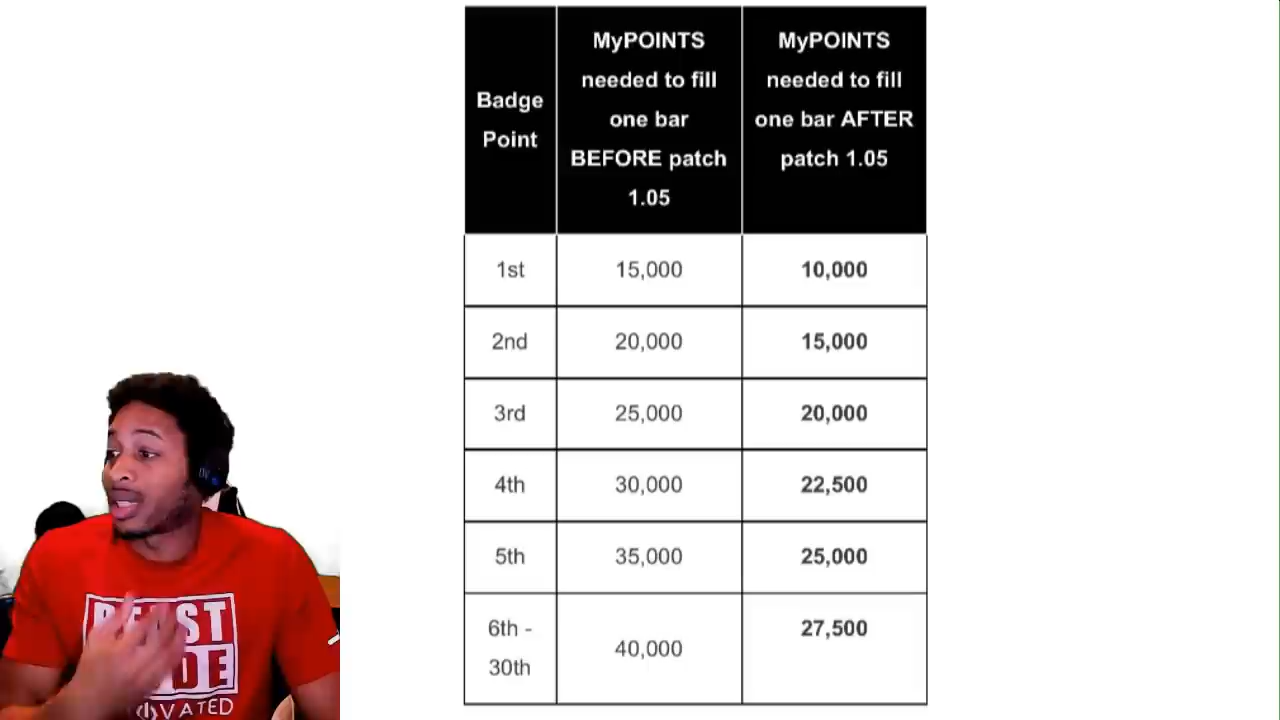 Badge
Point
MyPOINTS
needed to fill
one bar
BEFORE patch
1.05
MyPOINTS
needed to fill
one bar AFTER
patch 1.05
1st
15,000
10,000
2nd
20,000
15,000
3rd
25,000
20,000
4th
30,000
22,500
5th
35,000
25,000
6th -
30th
40,000
27,500